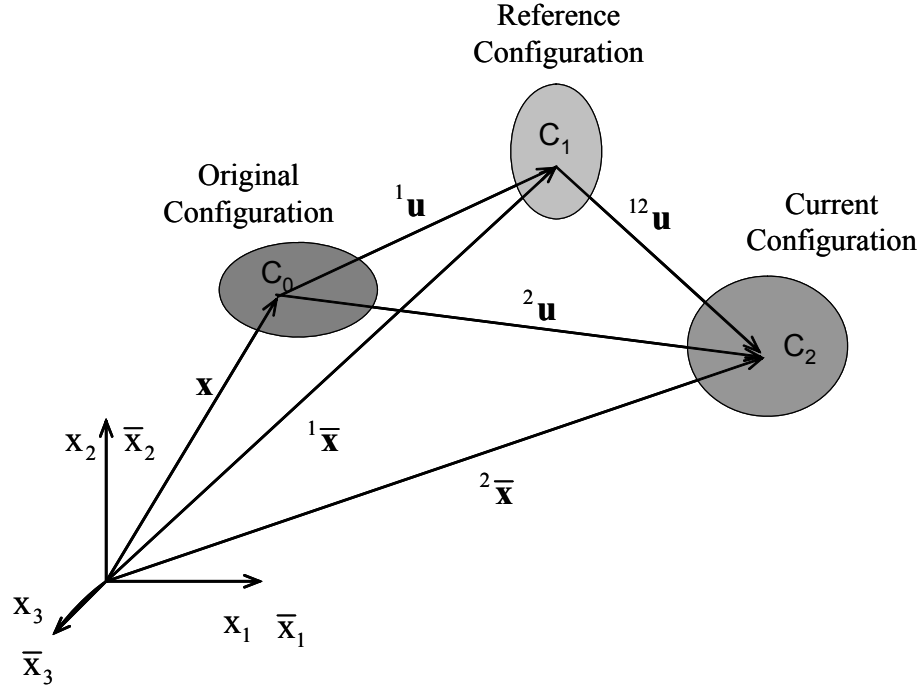 Reference
Configuration
C₁
Original
Configuration
¹u
¹²u
Current
Configuration
C₀
²u
C₂
x
x₂ x̅₂
¹x̅
²x̅
x₃
x₁ x̅₁
x̅₃